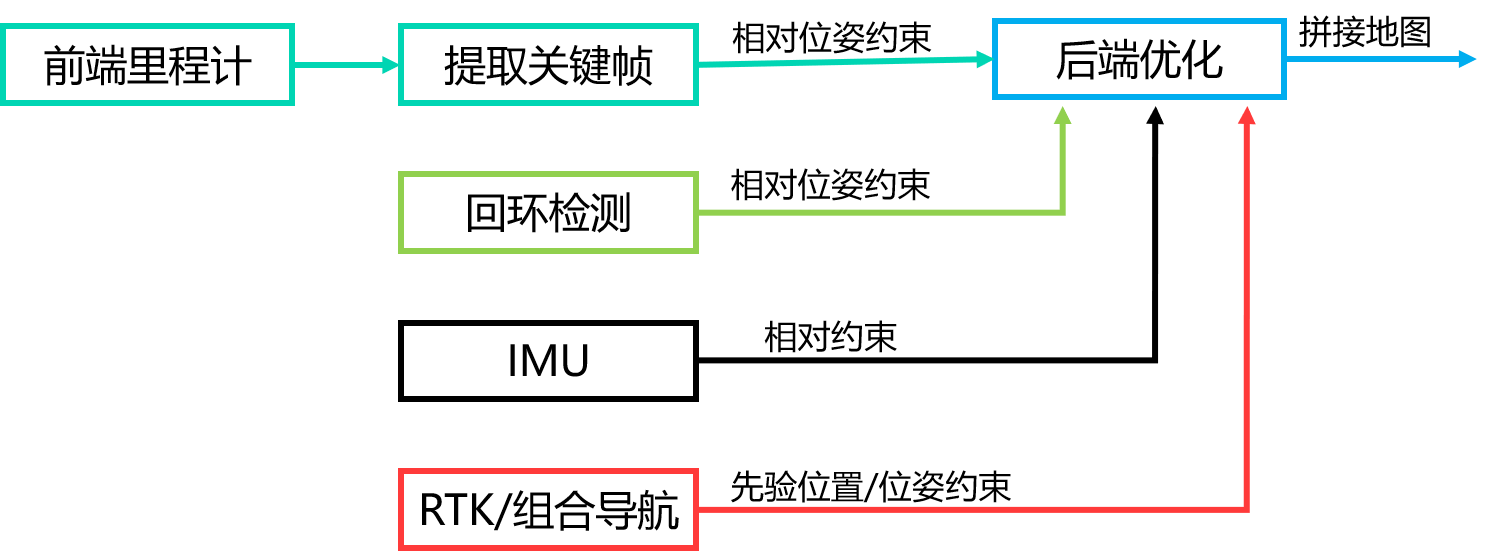 前端里程计
提取关键帧
相对位姿约束
后端优化
拼接地图
回环检测
相对位姿约束
IMU
相对约束
RTK/组合导航
先验位置/位姿约束